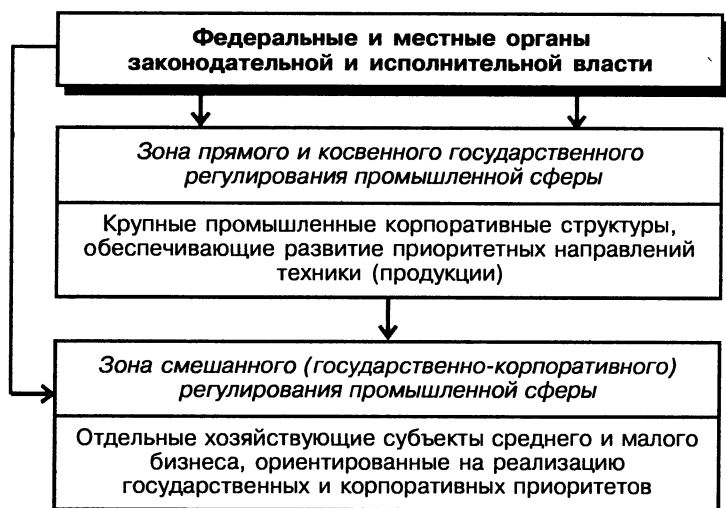 Федеральные и местные органы
законодательной и исполнительной власти
Зона прямого и косвенного государственного
регулирования промышленной сферы
Крупные промышленные корпоративные структуры,
обеспечивающие развитие приоритетных направлений
техники (продукции)
Зона смешанного (государственно-корпоративного)
регулирования промышленной сферы
Отдельные хозяйствующие субъекты среднего и малого
бизнеса, ориентированные на реализацию
государственных и корпоративных приоритетов